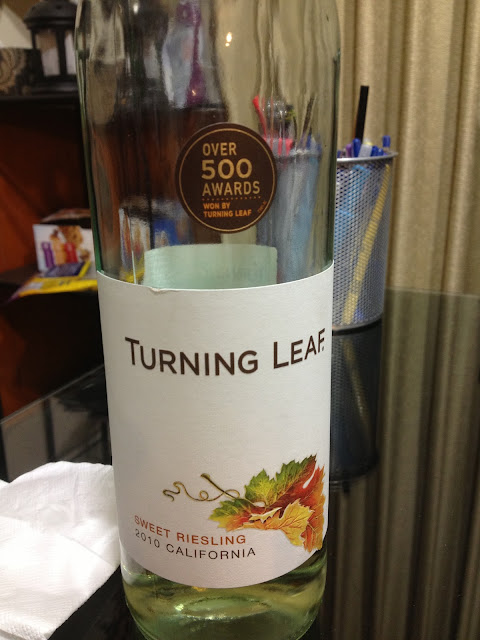 OVER
500
AWARDS
WON BY
TURNING LEAF
TURNING LEAF
SWEET RIESLING
2010 CALIFORNIA